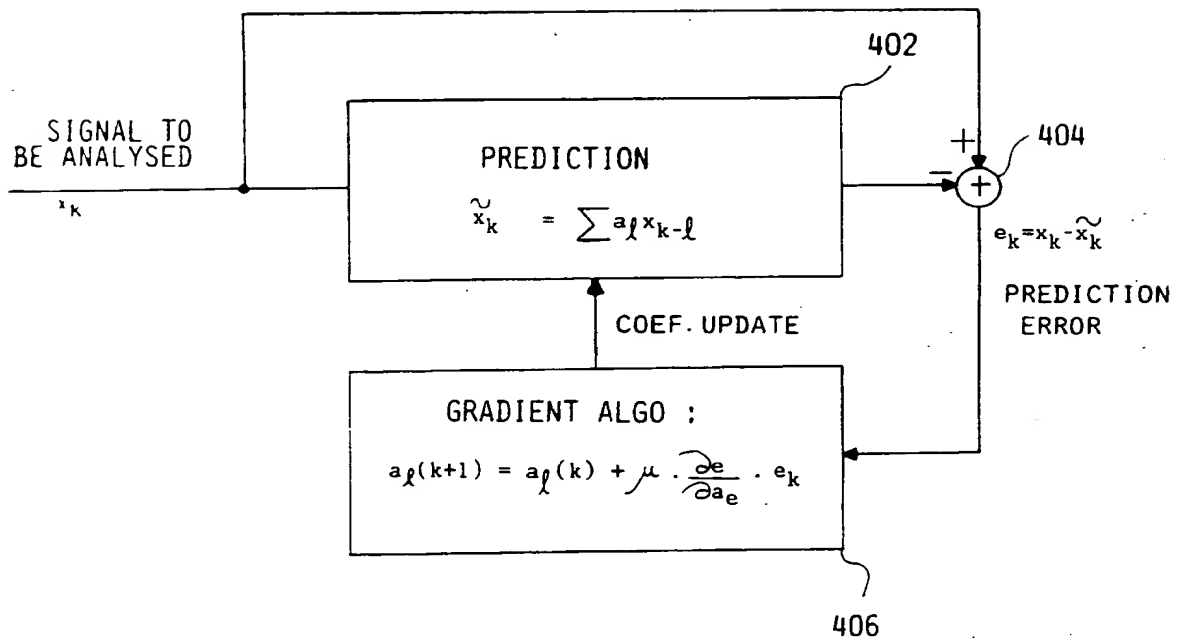 402
SIGNAL TO
BE ANALYSED
x_k
PREDICTION
x̃_k = ∑ a_ℓ x_{k-ℓ}
+
−
+
404
e_k=x_k-x̃_k
PREDICTION
ERROR
COEF. UPDATE
GRADIENT ALGO :
a_ℓ(k+1) = a_ℓ(k) + μ . ∂e/∂a_e . e_k
406